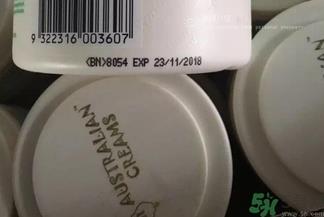 9 322316 003607
(BN)8054 EXP 23/11/2018
AUSTRALIAN
CREAMS